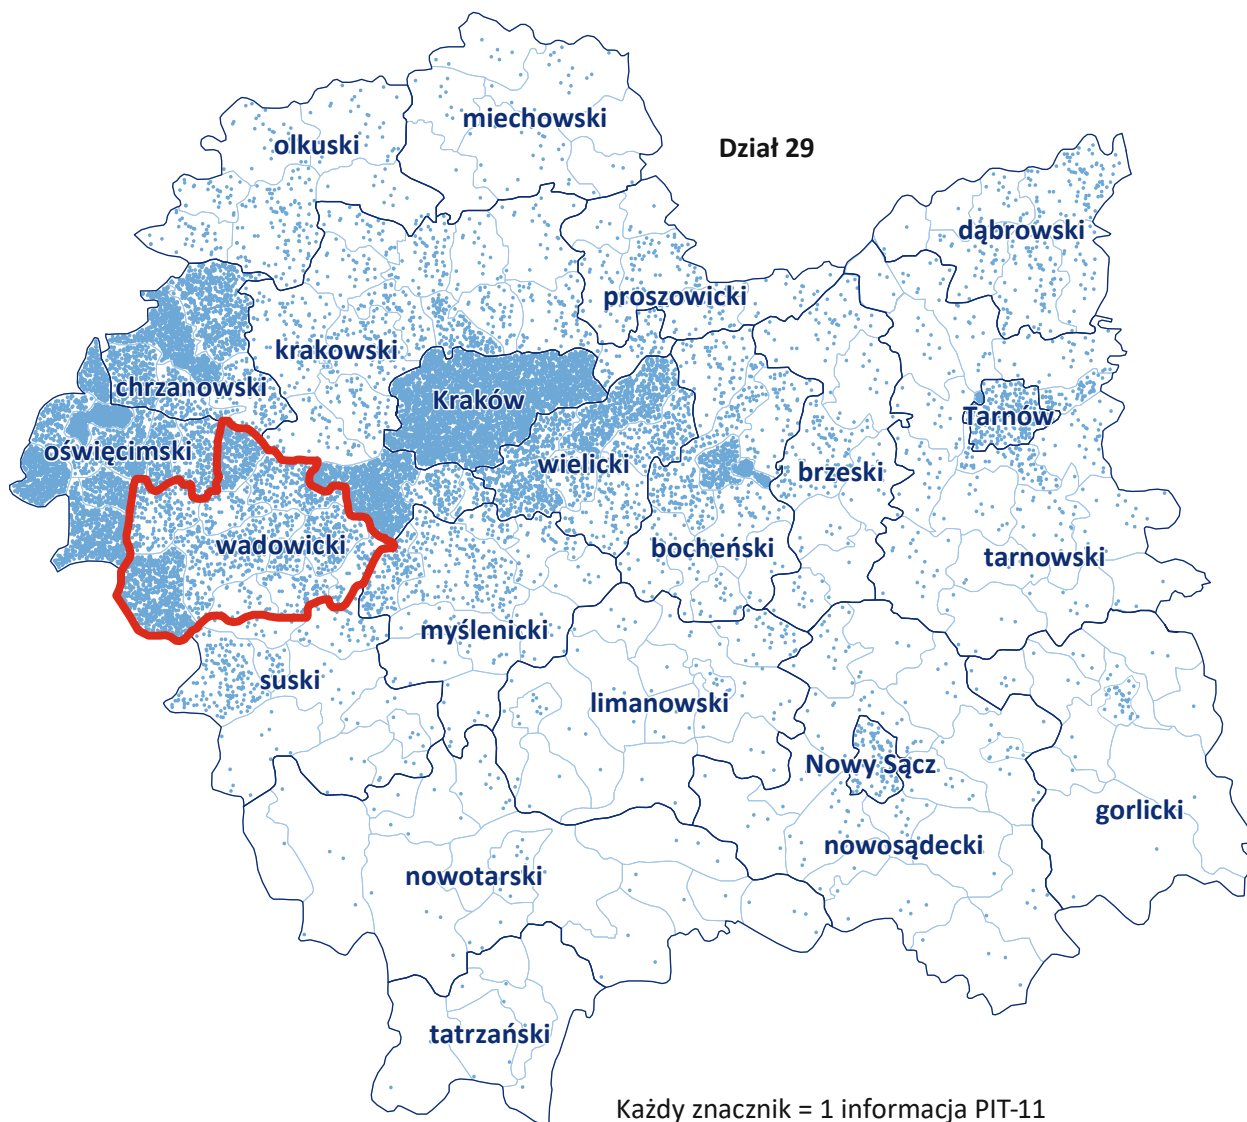 miechowski
olkuski
Dział 29
dąbrowski
proszowicki
krakowski
chrzanowski
Kraków
Tarnów
oświęcimski
wielicki
brzeski
wadowicki
bocheński
tarnowski
myślenicki
suski
limanowski
Nowy Sącz
gorlicki
nowosądecki
nowotarski
tatrzański
Każdy znacznik = 1 informacja PIT-11